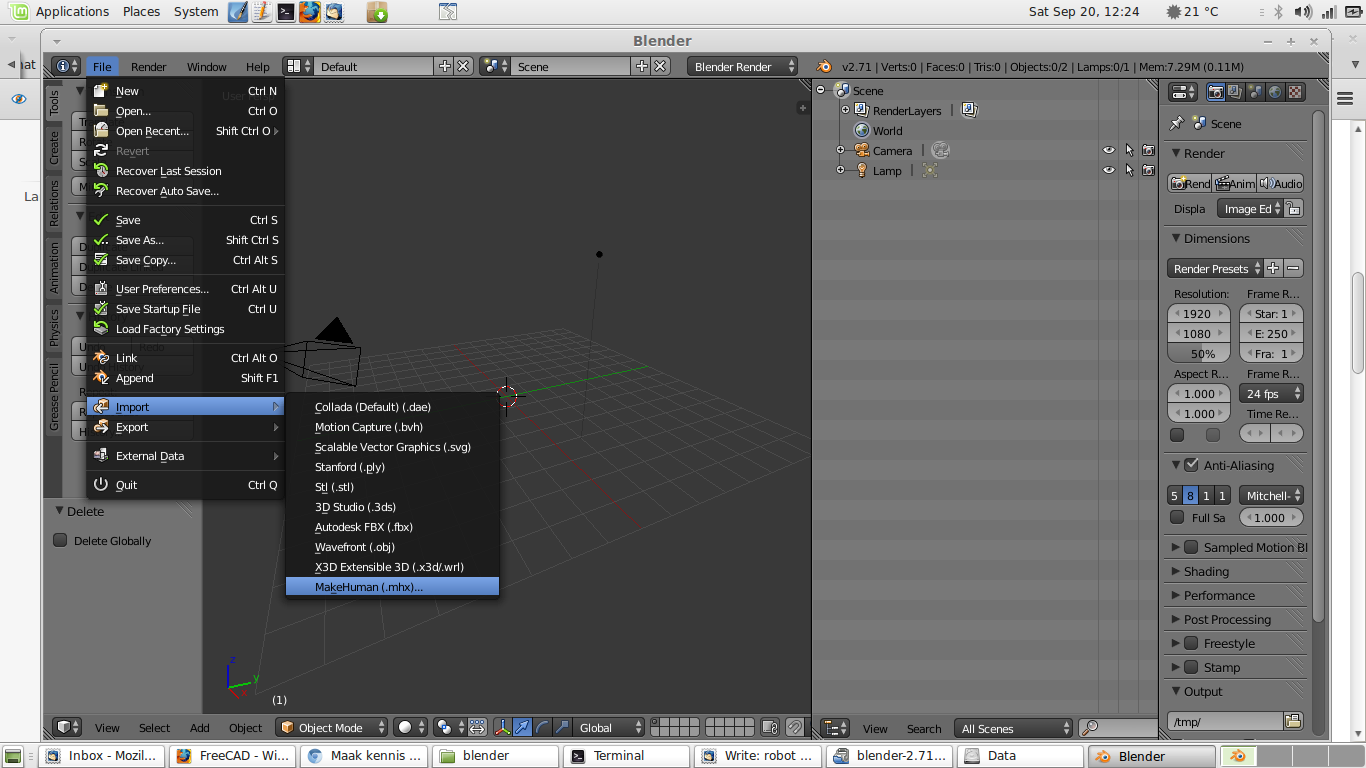 Applications Places System Sat Sep 20, 12:24 21 °C
Blender
File Render Window Help Default Scene Blender Render v2.71 | Verts:0 | Faces:0 | Tris:0 | Objects:0/2 | Lamps:0/1 | Mem:7.29M (0.11M)
New Ctrl N
Open... Ctrl O
Open Recent... Shift Ctrl O
Revert
Recover Last Session
Recover Auto Save...
Save Ctrl S
Save As... Shift Ctrl S
Save Copy... Ctrl Alt S
User Preferences... Ctrl Alt U
Save Startup File Ctrl U
Load Factory Settings
Link Ctrl Alt O
Append Shift F1
Import
Export
External Data
Quit Ctrl Q
Collada (Default) (.dae)
Motion Capture (.bvh)
Scalable Vector Graphics (.svg)
Stanford (.ply)
Stl (.stl)
3D Studio (.3ds)
Autodesk FBX (.fbx)
Wavefront (.obj)
X3D Extensible 3D (.x3d/.wrl)
MakeHuman (.mhx)...
Tools
Create
Relations
Animation
Physics
Grease Pencil
La
Delete
Delete Globally
z
y
x
(1)
View Select Add Object Object Mode Global
Scene
RenderLayers |
World
Camera |
Lamp |
View Search All Scenes
Scene
Render
Rend Anim Audio
Displa Image Ed
Dimensions
Render Presets
Resolution: Frame R...
1920 Star: 1
1080 E: 250
50% Fra: 1
Aspect R... Frame R...
1.000 24 fps
1.000 Time Re...
Anti-Aliasing
5 8 1 1 Mitchell-
Full Sa 1.000
Sampled Motion Bl
Shading
Performance
Post Processing
Freestyle
Stamp
Output
/tmp/
Inbox - Mozil... FreeCAD - Wi... Maak kennis ... blender Terminal Write: robot ... blender-2.71... Data Blender